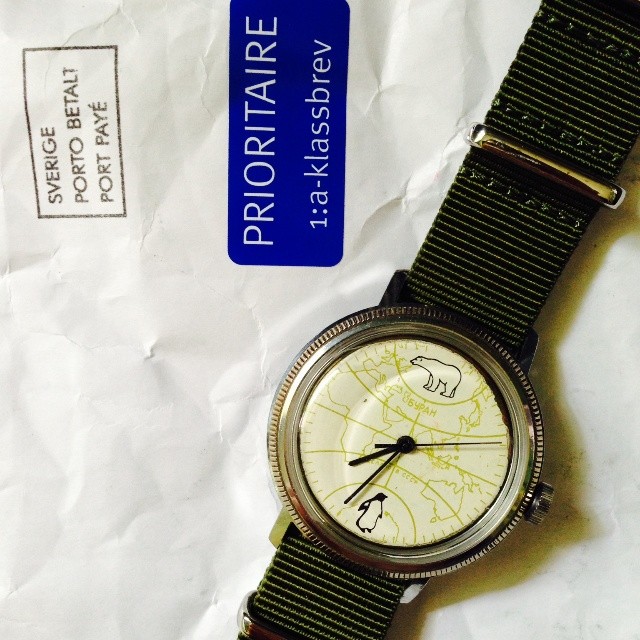 SVERIGE
PORTO BETALT
PORT PAYÉ
PRIORITAIRE
1:a-klassbrev